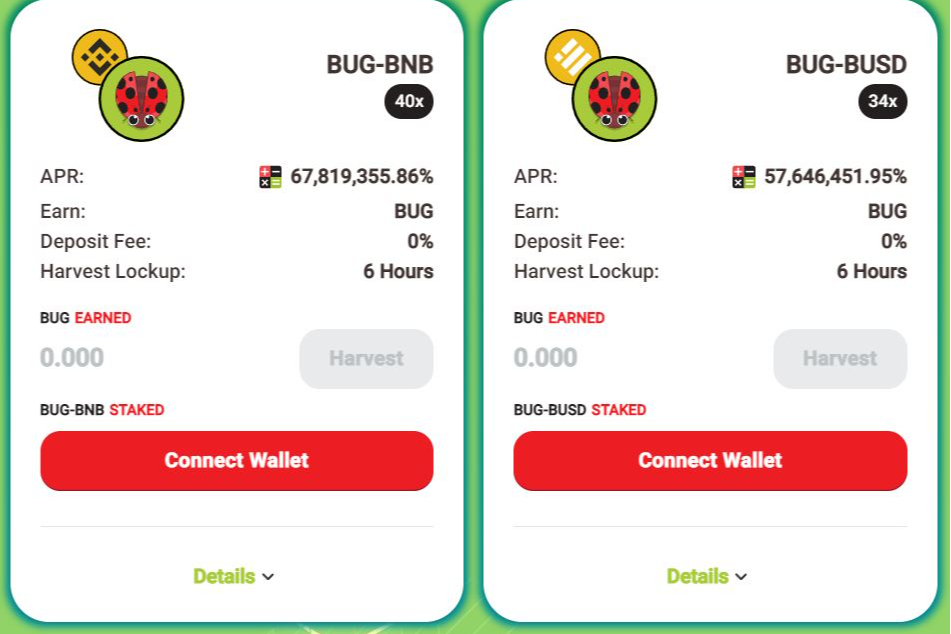 BUG-BNB
40x
APR: 67,819,355.86%
Earn: BUG
Deposit Fee: 0%
Harvest Lockup: 6 Hours
BUG EARNED
0.000 Harvest
BUG-BNB STAKED
Connect Wallet
Details
BUG-BUSD
34x
APR: 57,646,451.95%
Earn: BUG
Deposit Fee: 0%
Harvest Lockup: 6 Hours
BUG EARNED
0.000 Harvest
BUG-BUSD STAKED
Connect Wallet
Details